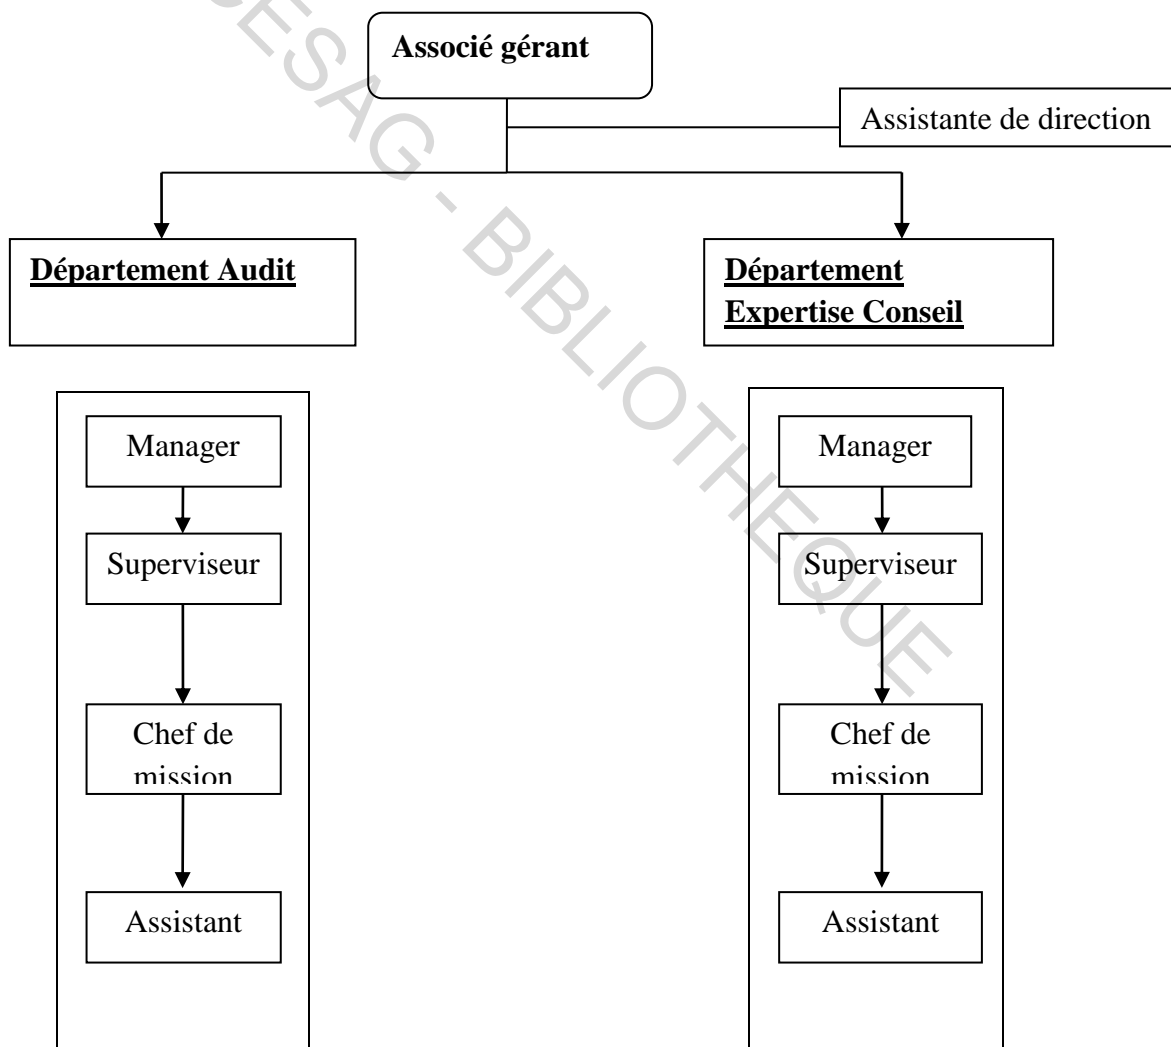 Associé gérant
Assistante de direction
Département Audit
Département
Expertise Conseil
Manager
Superviseur
Chef de
mission
Assistant
Manager
Superviseur
Chef de
mission
Assistant
CESAG - BIBLIOTHEQUE